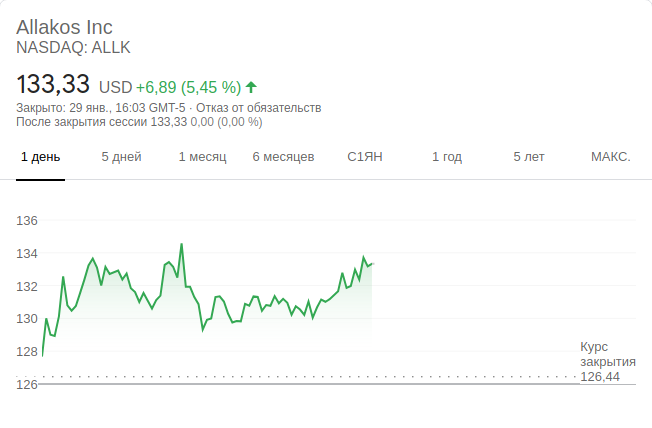 Allakos Inc
NASDAQ: ALLK
133,33 USD +6,89 (5,45 %)
Закрыто: 29 янв., 16:03 GMT-5 · Отказ от обязательств
После закрытия сессии 133,33 0,00 (0,00 %)
1 день 5 дней 1 месяц 6 месяцев С1ЯН 1 год 5 лет МАКС.
136
134
132
130
128
Курс
закрытия
126,44
126